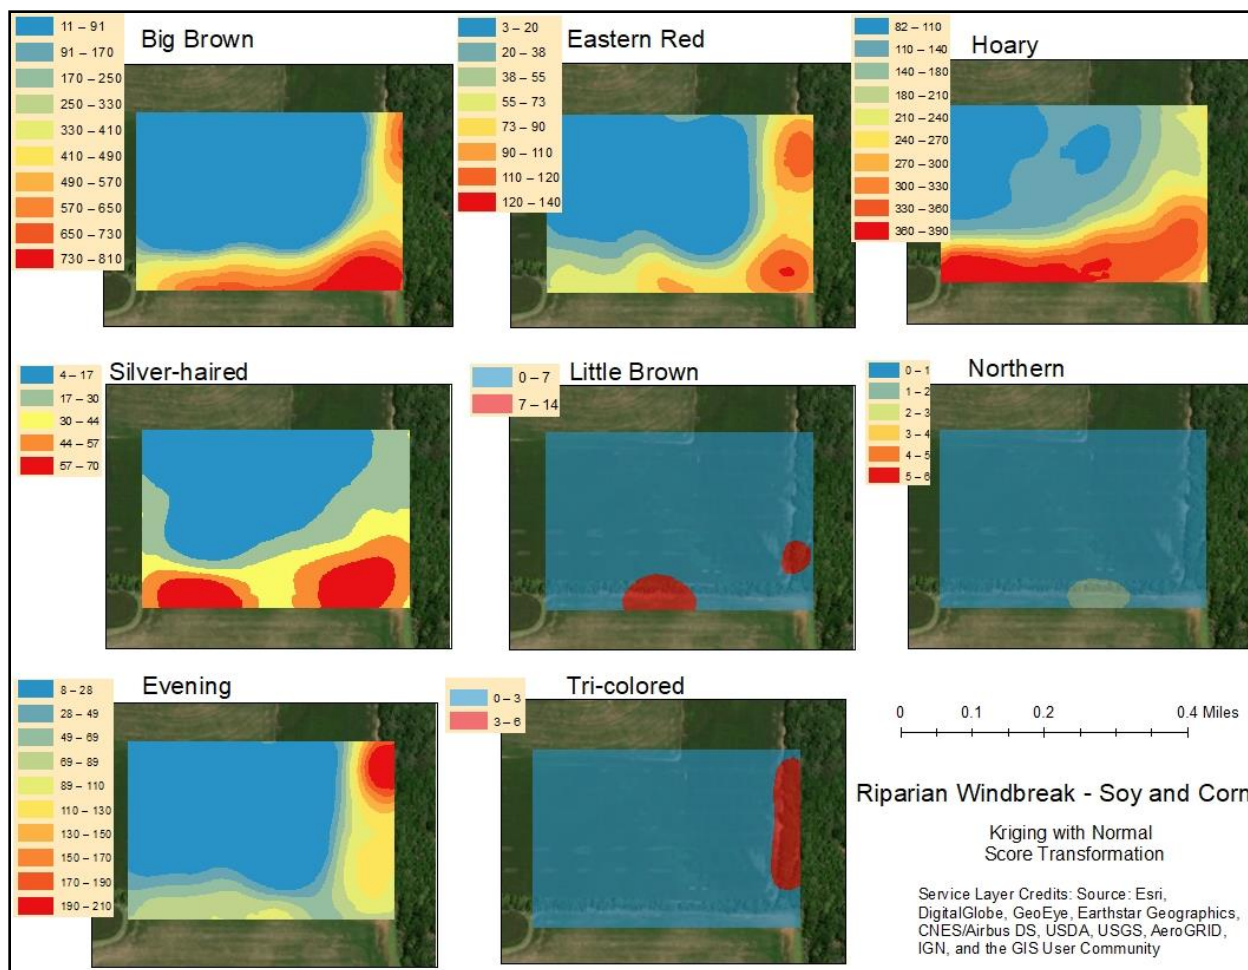 Big Brown
11 – 91
91 – 170
170 – 250
250 – 330
330 – 410
410 – 490
490 – 570
570 – 650
650 – 730
730 – 810
Eastern Red
3 – 20
20 – 38
38 – 55
55 – 73
73 – 90
90 – 110
110 – 120
120 – 140
Hoary
82 – 110
110 – 140
140 – 180
180 – 210
210 – 240
240 – 270
270 – 300
300 – 330
330 – 360
360 – 390
Silver-haired
4 – 17
17 – 30
30 – 44
44 – 57
57 – 70
Little Brown
0 – 7
7 – 14
Northern
0 – 1
1 – 2
2 – 3
3 – 4
4 – 5
5 – 6
Evening
8 – 28
28 – 49
49 – 69
69 – 89
89 – 110
110 – 130
130 – 150
150 – 170
170 – 190
190 – 210
Tri-colored
0 – 3
3 – 6
0 0.1 0.2 0.4 Miles
Riparian Windbreak - Soy and Corn
Kriging with Normal
Score Transformation
Service Layer Credits: Source: Esri,
DigitalGlobe, GeoEye, Earthstar Geographics,
CNES/Airbus DS, USDA, USGS, AeroGRID,
IGN, and the GIS User Community